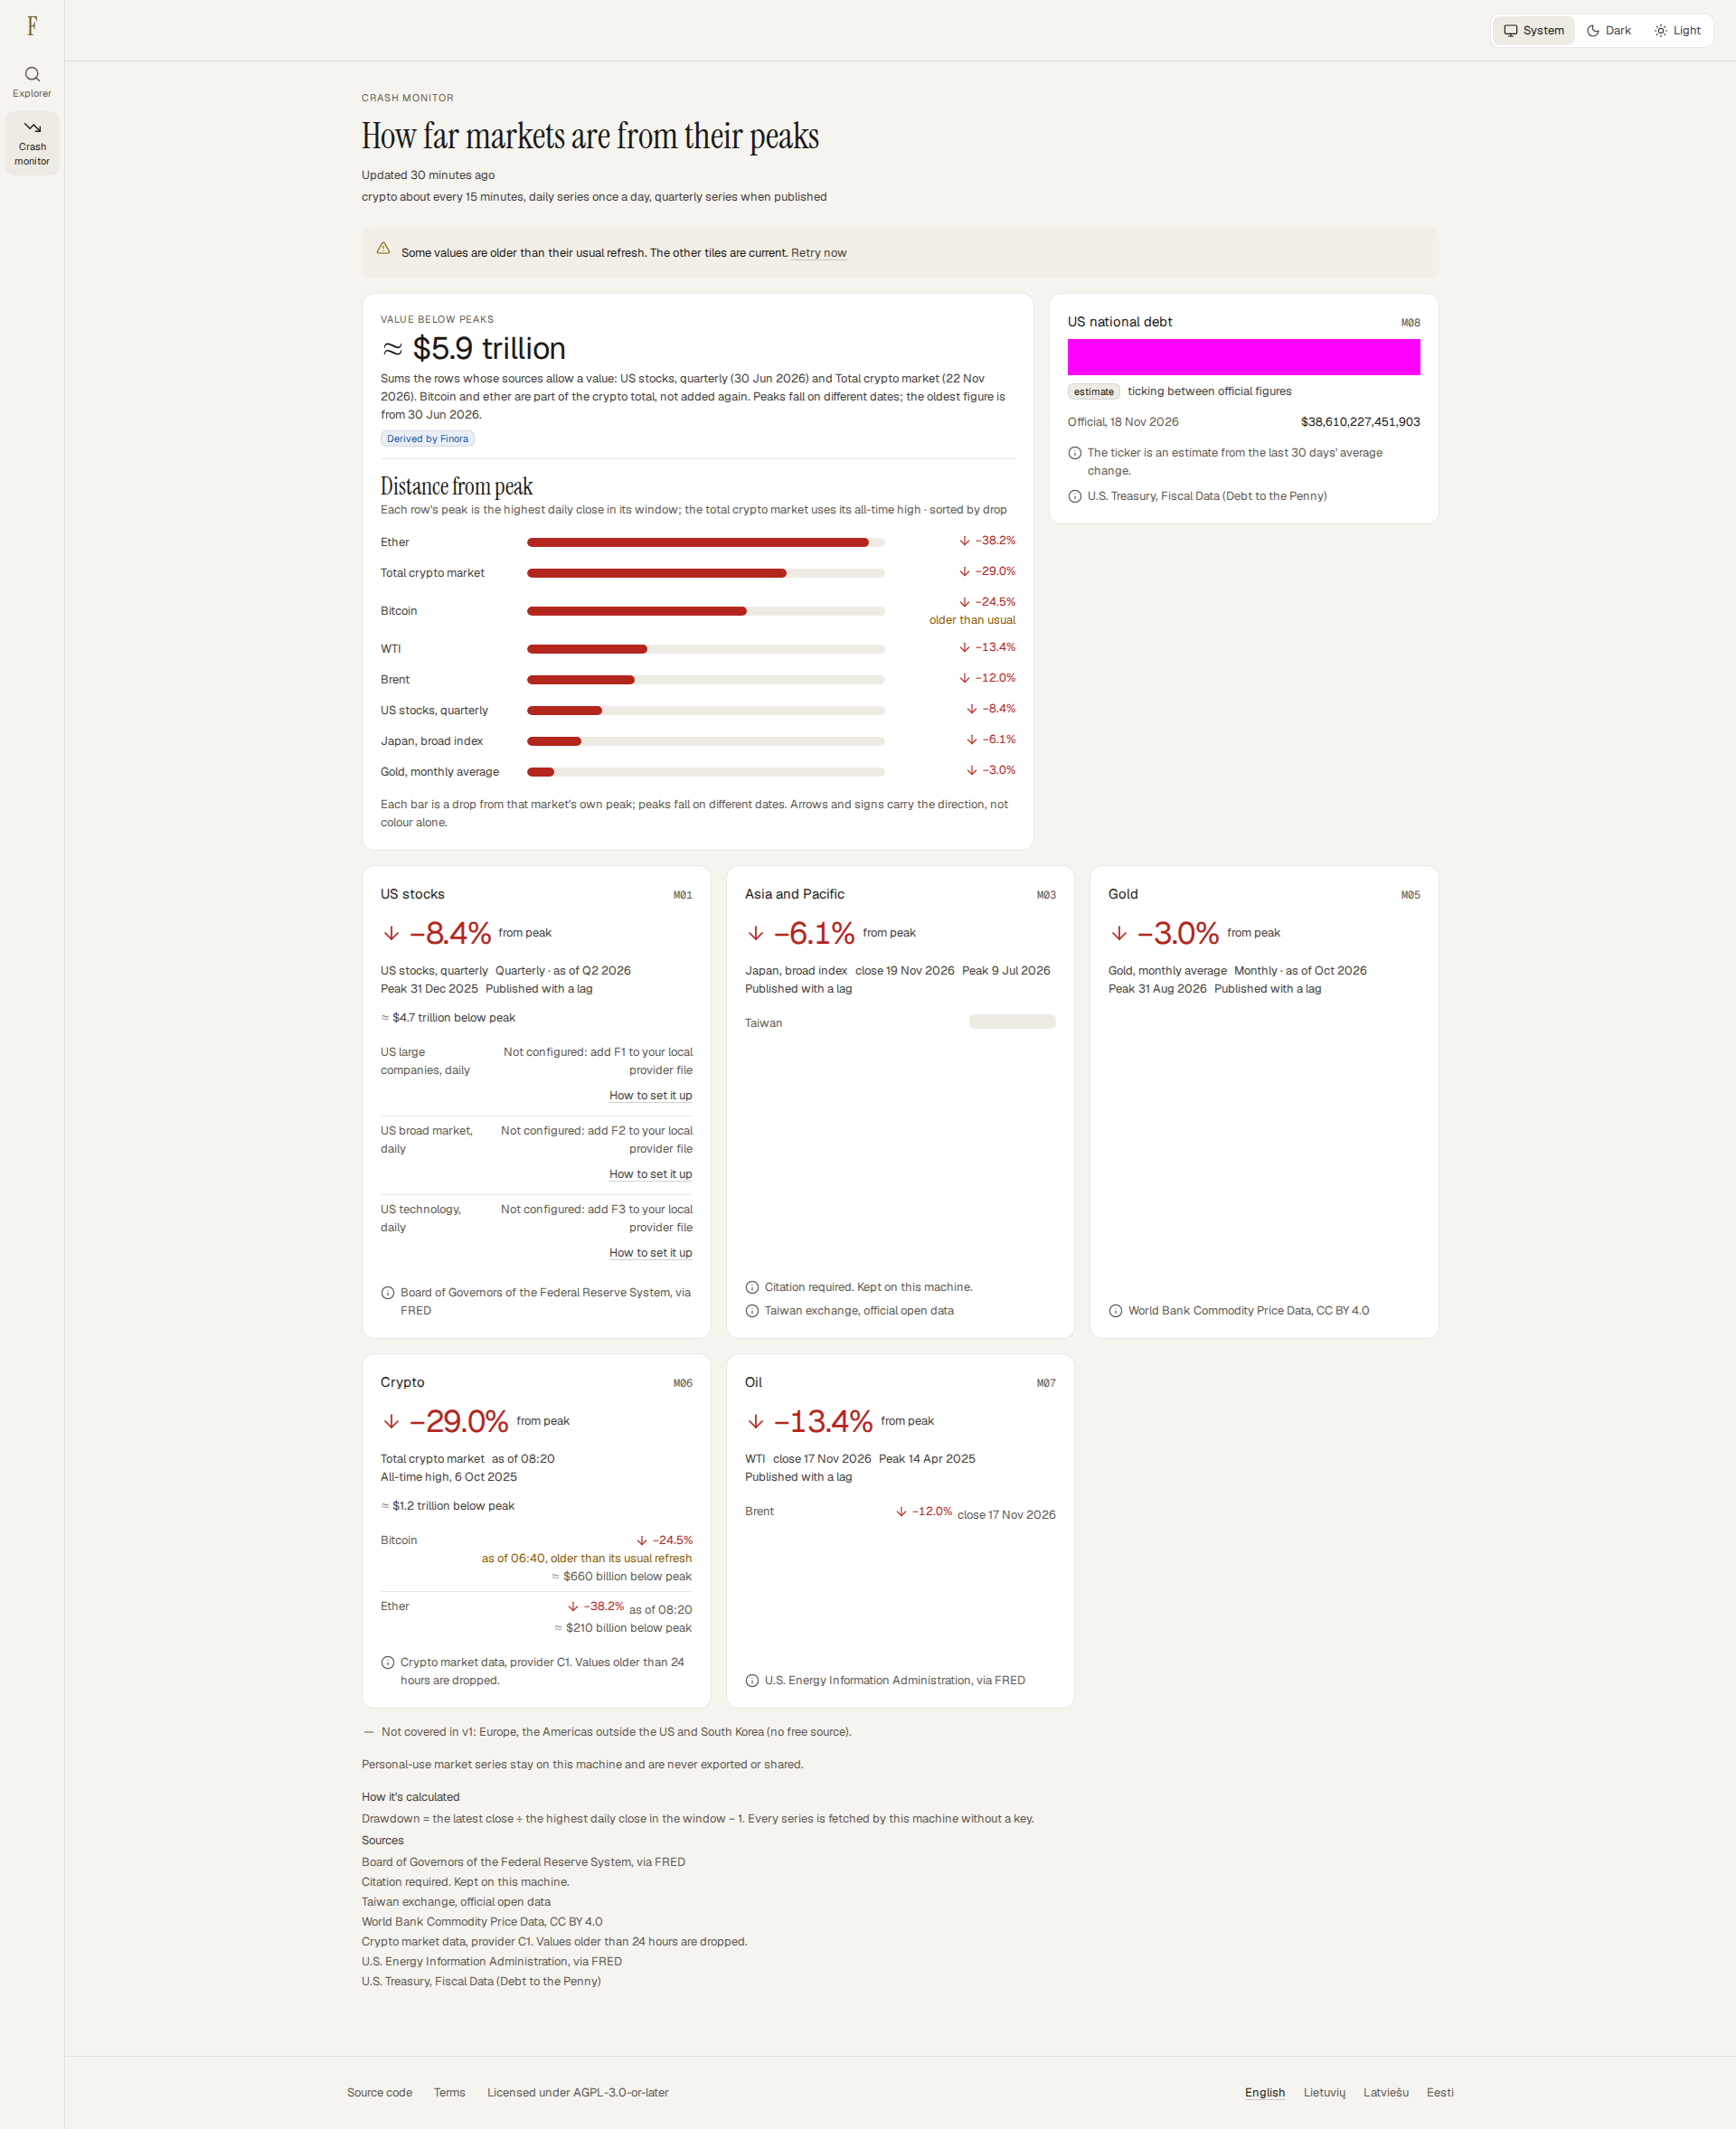 F
Explorer
Crash
monitor
System
Dark
Light
CRASH MONITOR
How far markets are from their peaks
Updated 30 minutes ago
crypto about every 15 minutes, daily series once a day, quarterly series when published
Some values are older than their usual refresh. The other tiles are current. Retry now
VALUE BELOW PEAKS
≈ $5.9 trillion
Sums the rows whose sources allow a value: US stocks, quarterly (30 Jun 2026) and Total crypto market (22 Nov
2026). Bitcoin and ether are part of the crypto total, not added again. Peaks fall on different dates; the oldest figure is
from 30 Jun 2026.
Derived by Finora
Distance from peak
Each row's peak is the highest daily close in its window; the total crypto market uses its all-time high · sorted by drop
Ether ↓ −38.2%
Total crypto market ↓ −29.0%
Bitcoin ↓ −24.5%
older than usual
WTI ↓ −13.4%
Brent ↓ −12.0%
US stocks, quarterly ↓ −8.4%
Japan, broad index ↓ −6.1%
Gold, monthly average ↓ −3.0%
Each bar is a drop from that market's own peak; peaks fall on different dates. Arrows and signs carry the direction, not
colour alone.
US national debt M08
estimate ticking between official figures
Official, 18 Nov 2026 $38,610,227,451,903
The ticker is an estimate from the last 30 days' average
change.
U.S. Treasury, Fiscal Data (Debt to the Penny)
US stocks M01
↓ −8.4% from peak
US stocks, quarterly Quarterly · as of Q2 2026
Peak 31 Dec 2025 Published with a lag
≈ $4.7 trillion below peak
US large
companies, daily
Not configured: add F1 to your local
provider file
How to set it up
US broad market,
daily
Not configured: add F2 to your local
provider file
How to set it up
US technology,
daily
Not configured: add F3 to your local
provider file
How to set it up
Board of Governors of the Federal Reserve System, via
FRED
Asia and Pacific M03
↓ −6.1% from peak
Japan, broad index close 19 Nov 2026 Peak 9 Jul 2026
Published with a lag
Taiwan
Citation required. Kept on this machine.
Taiwan exchange, official open data
Gold M05
↓ −3.0% from peak
Gold, monthly average Monthly · as of Oct 2026
Peak 31 Aug 2026 Published with a lag
World Bank Commodity Price Data, CC BY 4.0
Crypto M06
↓ −29.0% from peak
Total crypto market as of 08:20
All-time high, 6 Oct 2025
≈ $1.2 trillion below peak
Bitcoin ↓ −24.5%
as of 06:40, older than its usual refresh
≈ $660 billion below peak
Ether ↓ −38.2% as of 08:20
≈ $210 billion below peak
Crypto market data, provider C1. Values older than 24
hours are dropped.
Oil M07
↓ −13.4% from peak
WTI close 17 Nov 2026 Peak 14 Apr 2025
Published with a lag
Brent ↓ −12.0% close 17 Nov 2026
U.S. Energy Information Administration, via FRED
— Not covered in v1: Europe, the Americas outside the US and South Korea (no free source).
Personal-use market series stay on this machine and are never exported or shared.
How it's calculated
Drawdown = the latest close ÷ the highest daily close in the window − 1. Every series is fetched by this machine without a key.
Sources
Board of Governors of the Federal Reserve System, via FRED
Citation required. Kept on this machine.
Taiwan exchange, official open data
World Bank Commodity Price Data, CC BY 4.0
Crypto market data, provider C1. Values older than 24 hours are dropped.
U.S. Energy Information Administration, via FRED
U.S. Treasury, Fiscal Data (Debt to the Penny)
Source code
Terms
Licensed under AGPL-3.0-or-later
English
Lietuvių
Latviešu
Eesti